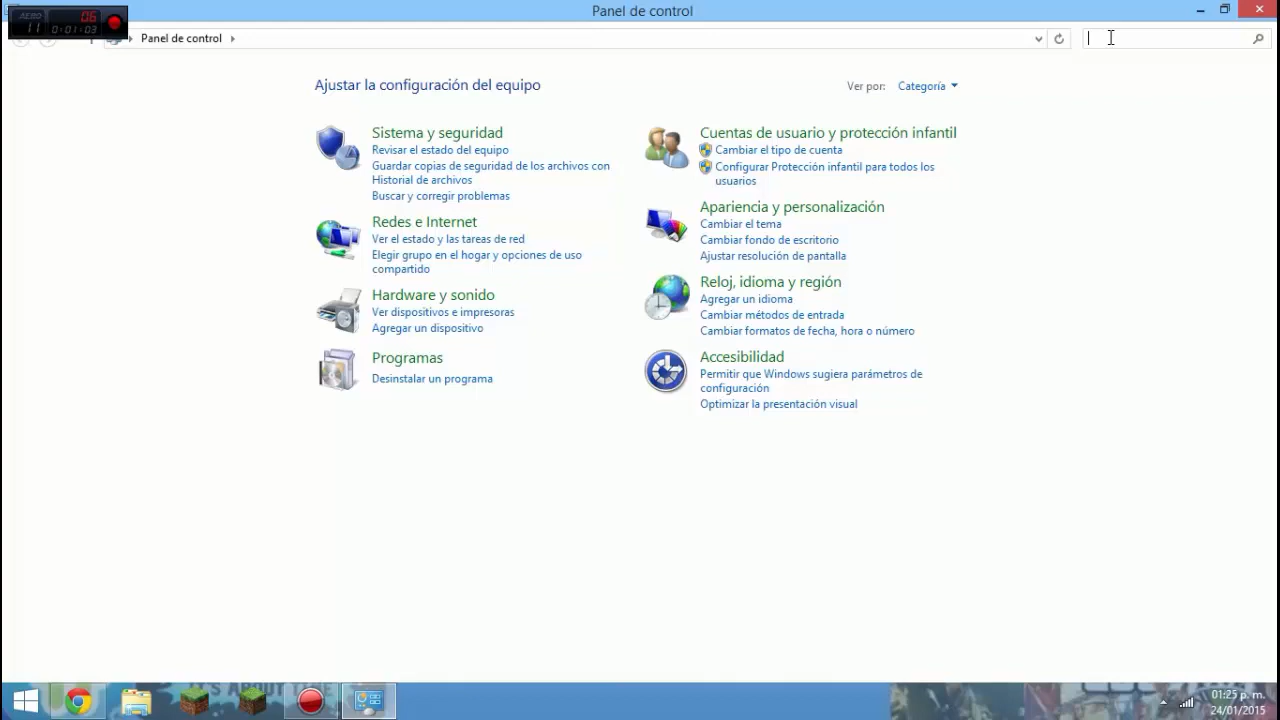 Panel de control
06
11 0:01:03
Panel de control
Ajustar la configuración del equipo
Ver por: Categoría
Sistema y seguridad
Revisar el estado del equipo
Guardar copias de seguridad de los archivos con
Historial de archivos
Buscar y corregir problemas
Redes e Internet
Ver el estado y las tareas de red
Elegir grupo en el hogar y opciones de uso
compartido
Hardware y sonido
Ver dispositivos e impresoras
Agregar un dispositivo
Programas
Desinstalar un programa
Cuentas de usuario y protección infantil
Cambiar el tipo de cuenta
Configurar Protección infantil para todos los
usuarios
Apariencia y personalización
Cambiar el tema
Cambiar fondo de escritorio
Ajustar resolución de pantalla
Reloj, idioma y región
Agregar un idioma
Cambiar métodos de entrada
Cambiar formatos de fecha, hora o número
Accesibilidad
Permitir que Windows sugiera parámetros de
configuración
Optimizar la presentación visual
01:25 p. m.
24/01/2015